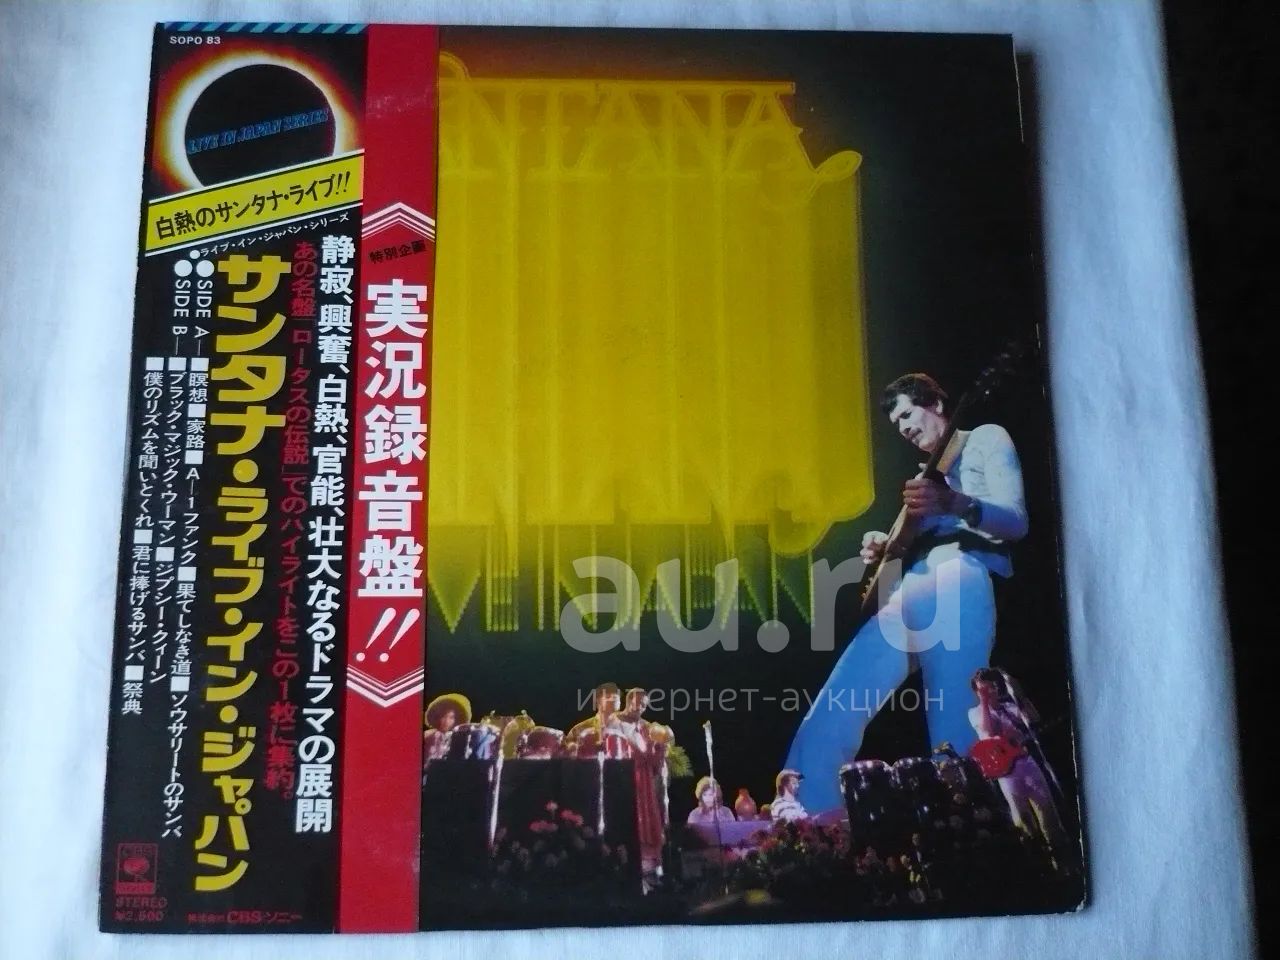 SOPO 83
LIVE IN JAPAN SERIES
白熱のサンタナ・ライブ!!
●ライブ・イン・ジャパン・シリーズ
特別企画
実況録音盤!!
静寂、興奮、白熱、官能、壮大なるドラマの展開
あの名盤「ロータスの伝説」でのハイライトをこの1枚に集約。
サンタナ・ライブ・イン・ジャパン
●SIDE A—■瞑想■家路■A—1ファンク■果てしなき道■ソウサリートのサンバ
●SIDE B—■ブラック・マジック・ウーマン■ジプシー・クィーン
■僕のリズムを聞いとくれ■君に捧げるサンバ■祭典
STEREO
¥2,500
株式会社CBS・ソニー
SANTANA
au.ru
интернет-аукцион